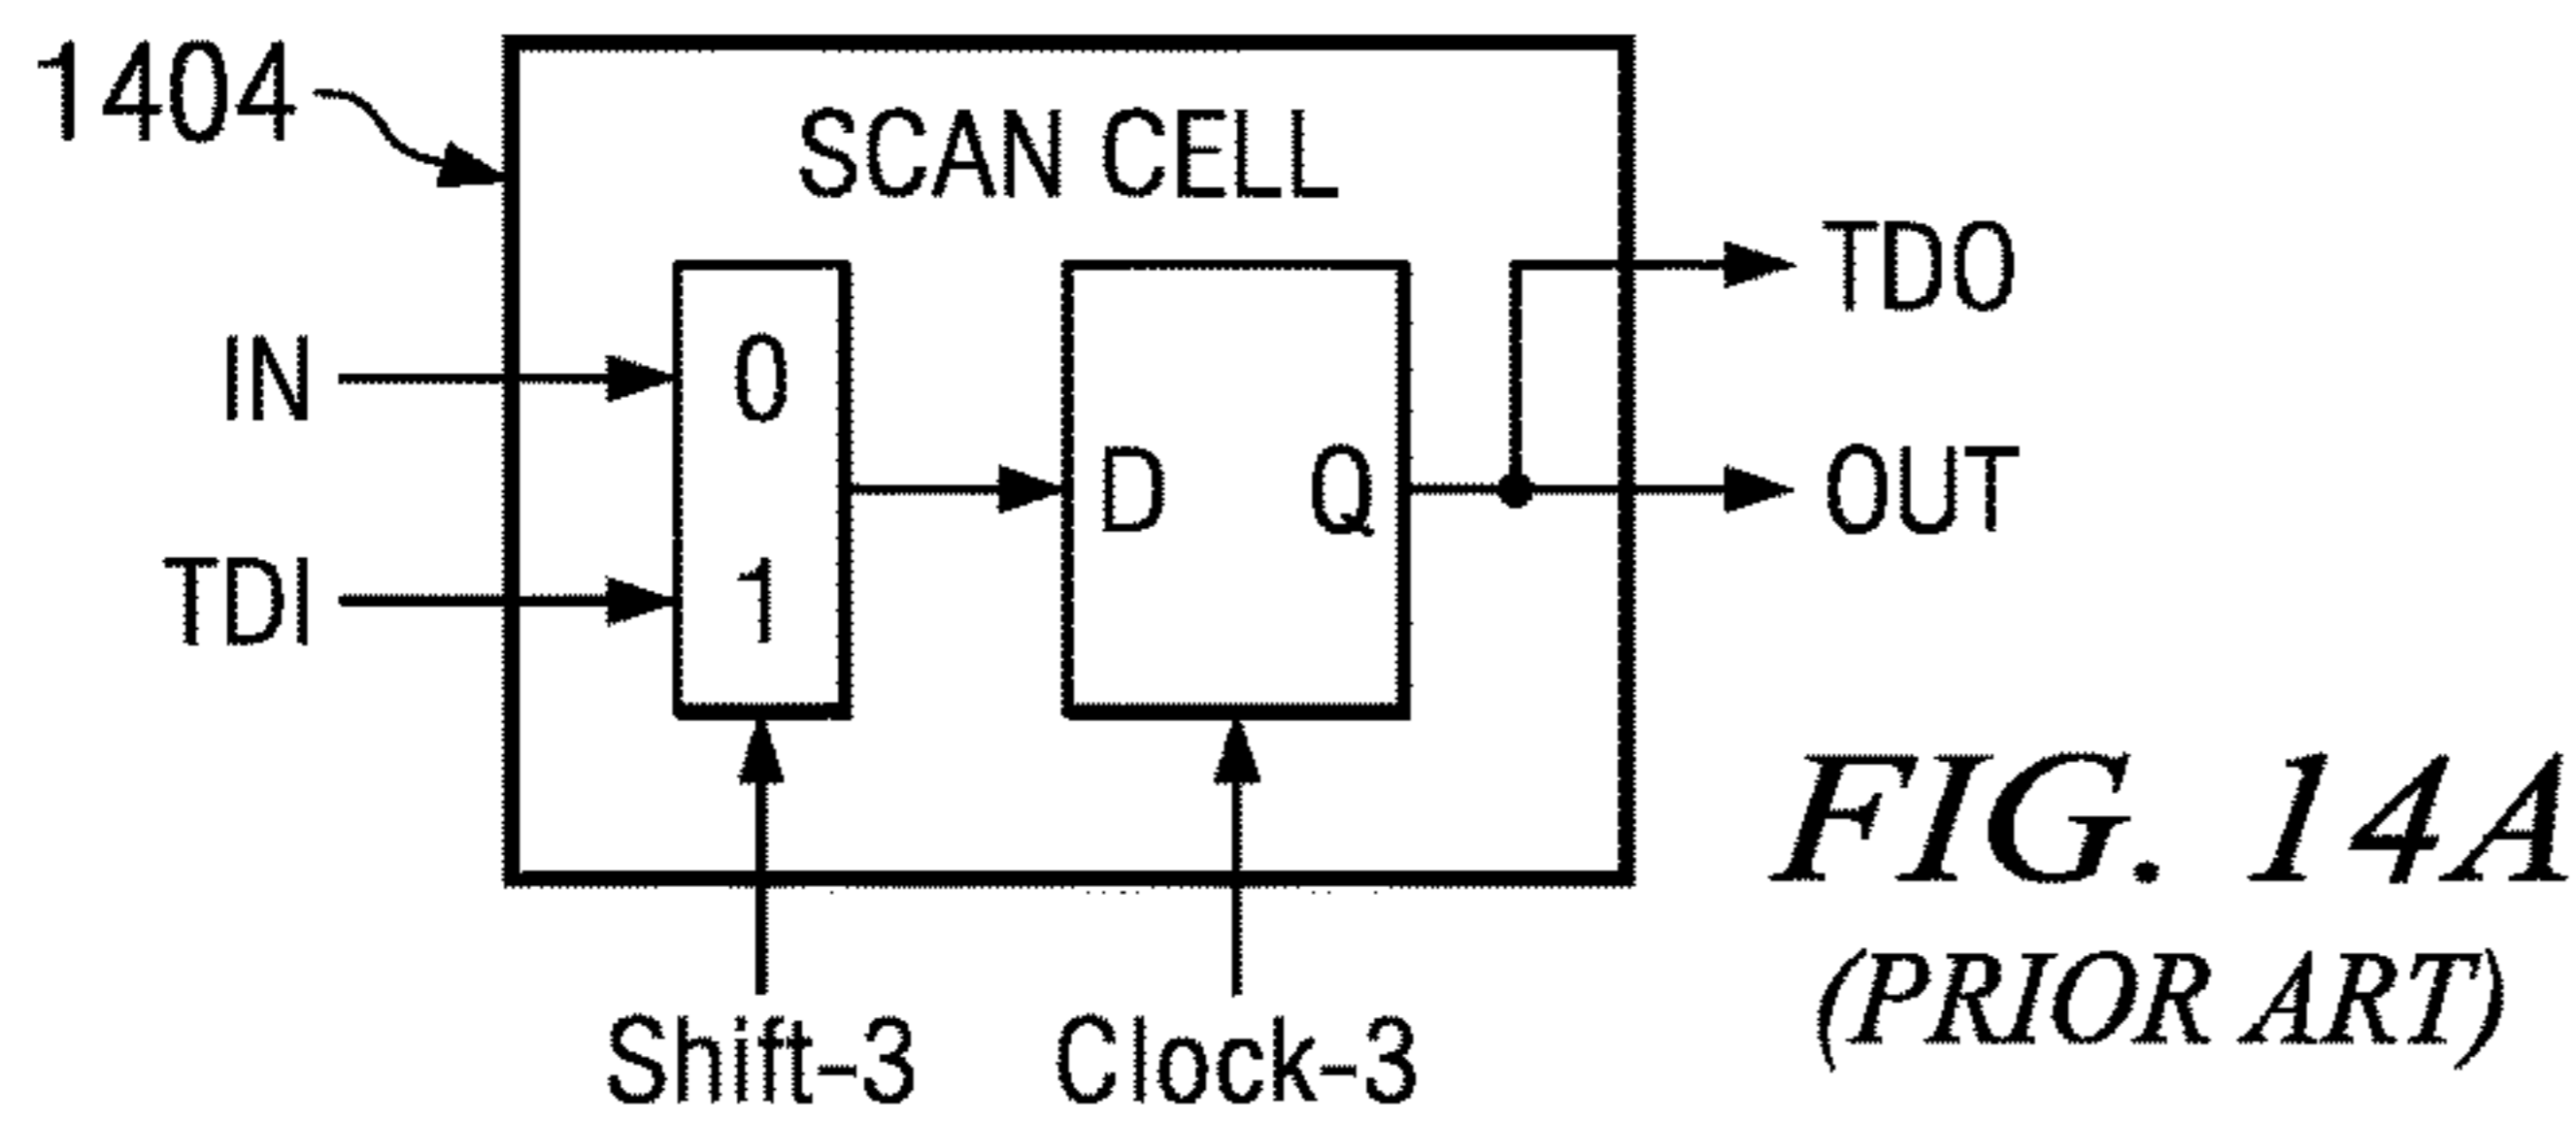 1404
SCAN CELL
IN
TDI
0
1
D
Q
TDO
OUT
Shift-3
Clock-3
FIG. 14A
(PRIOR ART)